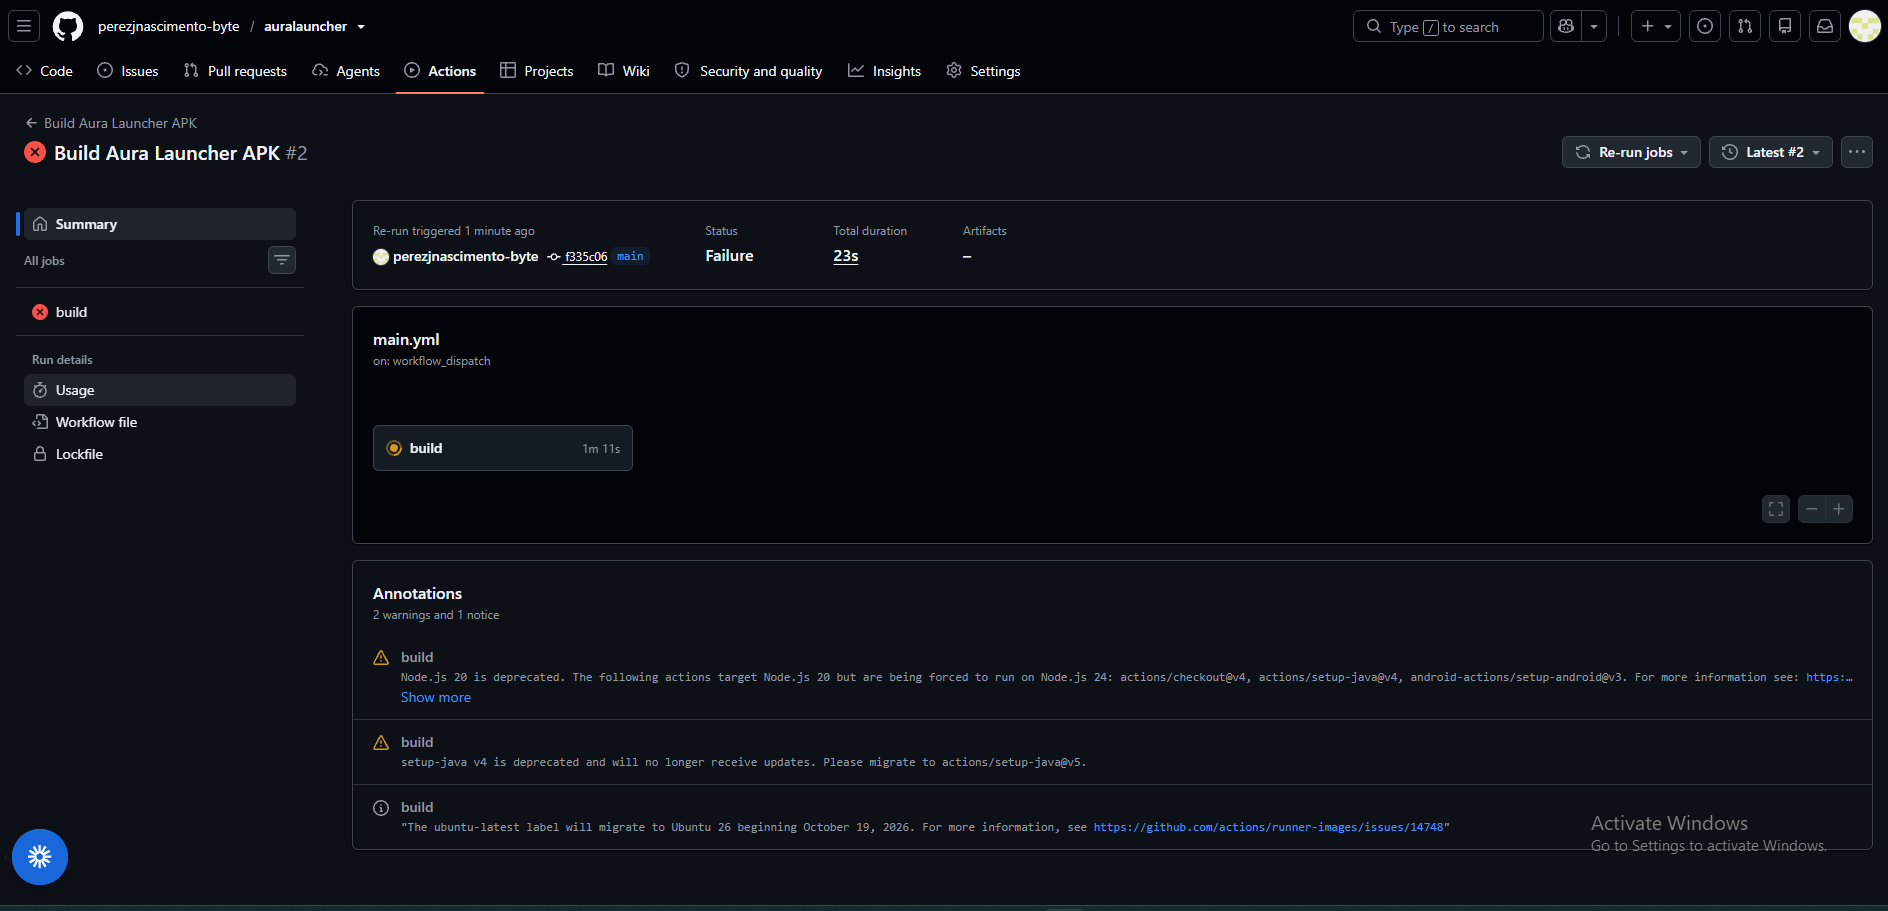 perezjnascimento-byte / auralauncher
Type / to search
Code
Issues
Pull requests
Agents
Actions
Projects
Wiki
Security and quality
Insights
Settings
Build Aura Launcher APK
Build Aura Launcher APK #2
Re-run jobs
Latest #2
Summary
All jobs
build
Run details
Usage
Workflow file
Lockfile
Re-run triggered 1 minute ago
perezjnascimento-byte f335c06 main
Status
Failure
Total duration
23s
Artifacts
–
main.yml
on: workflow_dispatch
build 1m 11s
Annotations
2 warnings and 1 notice
build
Node.js 20 is deprecated. The following actions target Node.js 20 but are being forced to run on Node.js 24: actions/checkout@v4, actions/setup-java@v4, android-actions/setup-android@v3. For more information see: https:…
Show more
build
setup-java v4 is deprecated and will no longer receive updates. Please migrate to actions/setup-java@v5.
build
"The ubuntu-latest label will migrate to Ubuntu 26 beginning October 19, 2026. For more information, see https://github.com/actions/runner-images/issues/14748"
Activate Windows
Go to Settings to activate Windows.